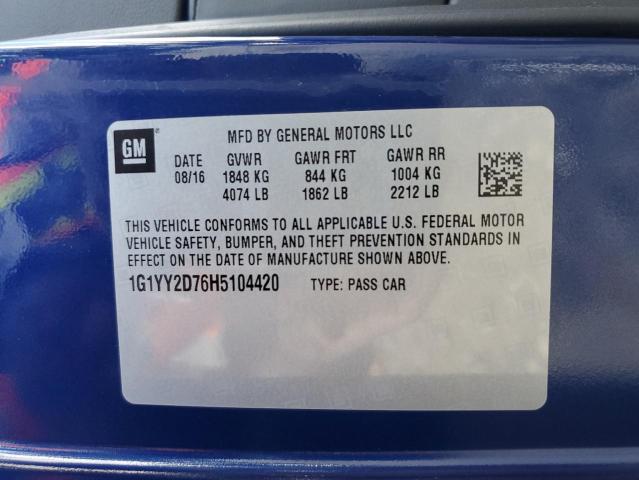 GM
MFD BY GENERAL MOTORS LLC
DATE GVWR GAWR FRT GAWR RR
08/16 1848 KG 844 KG 1004 KG
4074 LB 1862 LB 2212 LB
THIS VEHICLE CONFORMS TO ALL APPLICABLE U.S. FEDERAL MOTOR
VEHICLE SAFETY, BUMPER, AND THEFT PREVENTION STANDARDS IN
EFFECT ON THE DATE OF MANUFACTURE SHOWN ABOVE.
1G1YY2D76H5104420 TYPE: PASS CAR